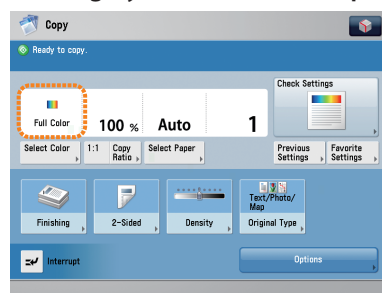 Copy
Ready to copy.
Check Settings
Full Color
100 %
Auto
1
Select Color
1:1
Copy
Ratio
Select Paper
Previous
Settings
Favorite
Settings
Finishing
2-Sided
Density
Text/Photo/
Map
Original Type
Interrupt
Options